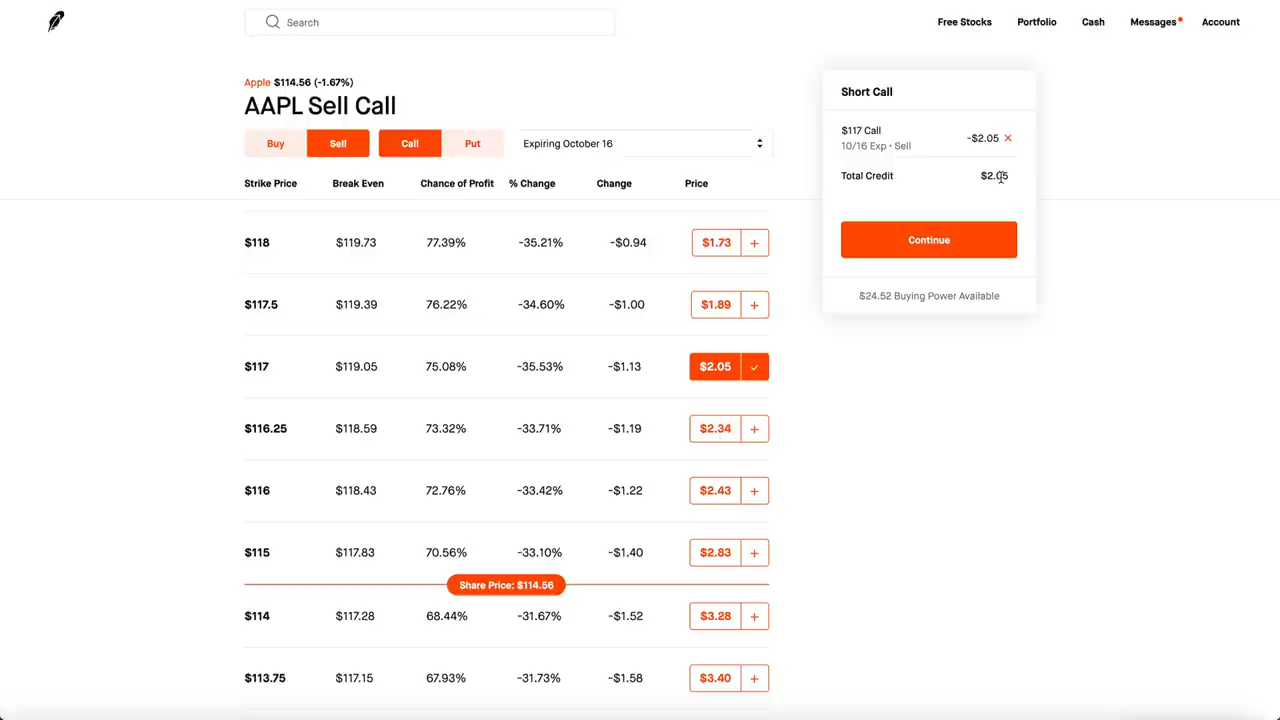 Search
Free Stocks Portfolio Cash Messages Account
Apple $114.56 (-1.67%)
AAPL Sell Call
Buy Sell Call Put Expiring October 16
Strike Price Break Even Chance of Profit % Change Change Price
$118 $119.73 77.39% -35.21% -$0.94 $1.73 +
$117.5 $119.39 76.22% -34.60% -$1.00 $1.89 +
$117 $119.05 75.08% -35.53% -$1.13 $2.05
$116.25 $118.59 73.32% -33.71% -$1.19 $2.34 +
$116 $118.43 72.76% -33.42% -$1.22 $2.43 +
$115 $117.83 70.56% -33.10% -$1.40 $2.83 +
Share Price: $114.56
$114 $117.28 68.44% -31.67% -$1.52 $3.28 +
$113.75 $117.15 67.93% -31.73% -$1.58 $3.40 +
Short Call
$117 Call -$2.05
10/16 Exp • Sell
Total Credit $2.05
Continue
$24.52 Buying Power Available